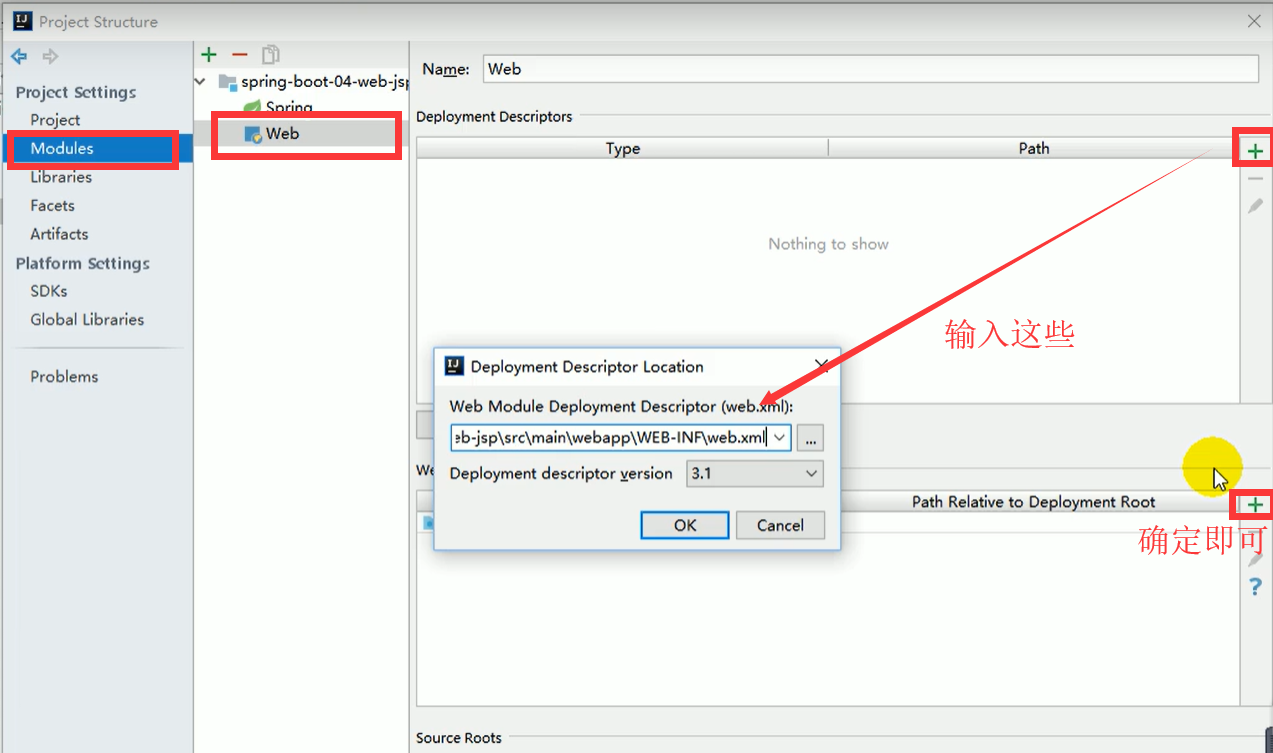 Project Structure
Project Settings
Project
Modules
Libraries
Facets
Artifacts
Platform Settings
SDKs
Global Libraries
Problems
spring-boot-04-web-jsp
Spring
Web
Name: Web
Deployment Descriptors
Type Path
Nothing to show
输入这些
Deployment Descriptor Location
Web Module Deployment Descriptor (web.xml):
eb-jsp\src\main\webapp\WEB-INF\web.xml ...
Deployment descriptor version 3.1
OK Cancel
We
Path Relative to Deployment Root
确定即可
?
Source Roots